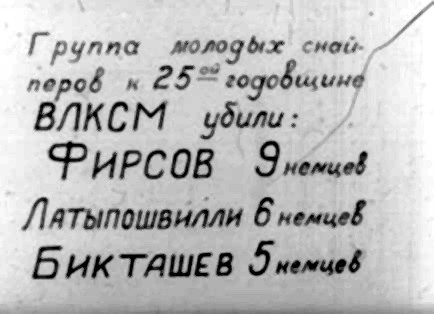 Группа молодых снай-
перов к 25ой годовщине
ВЛКСМ убили:
ФИРСОВ 9 немцев
ЛАТЫПОШВИЛЛИ 6 немцев
БИКТАШЕВ 5 немцев